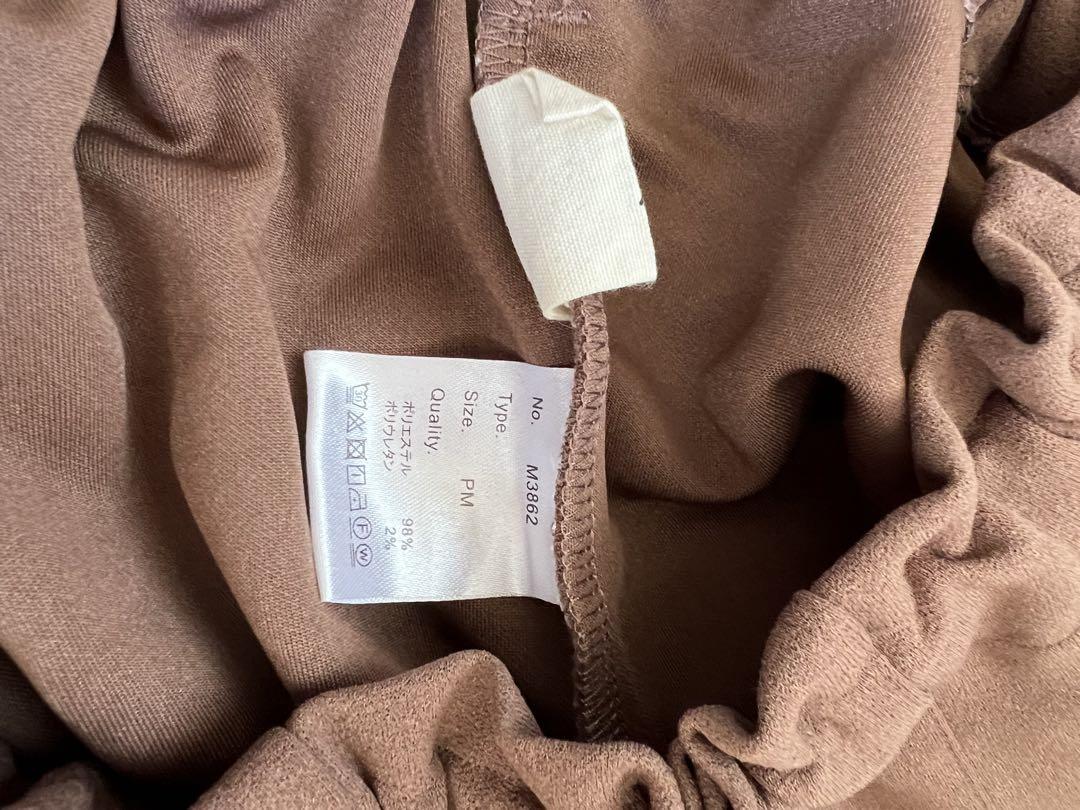 No. M3862
Type.
Size. PM
Quality.
ポリエステル 98%
ポリウレタン 2%
30 F W